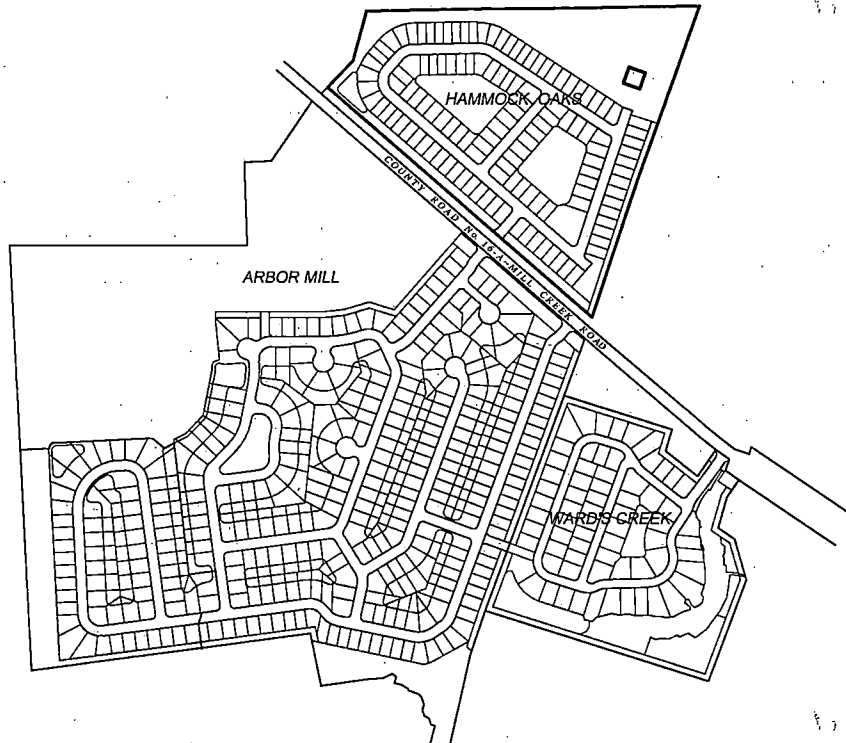 HAMMOCK OAKS
COUNTY ROAD No. 16-A~MILL CREEK ROAD
ARBOR MILL
WARD'S CREEK